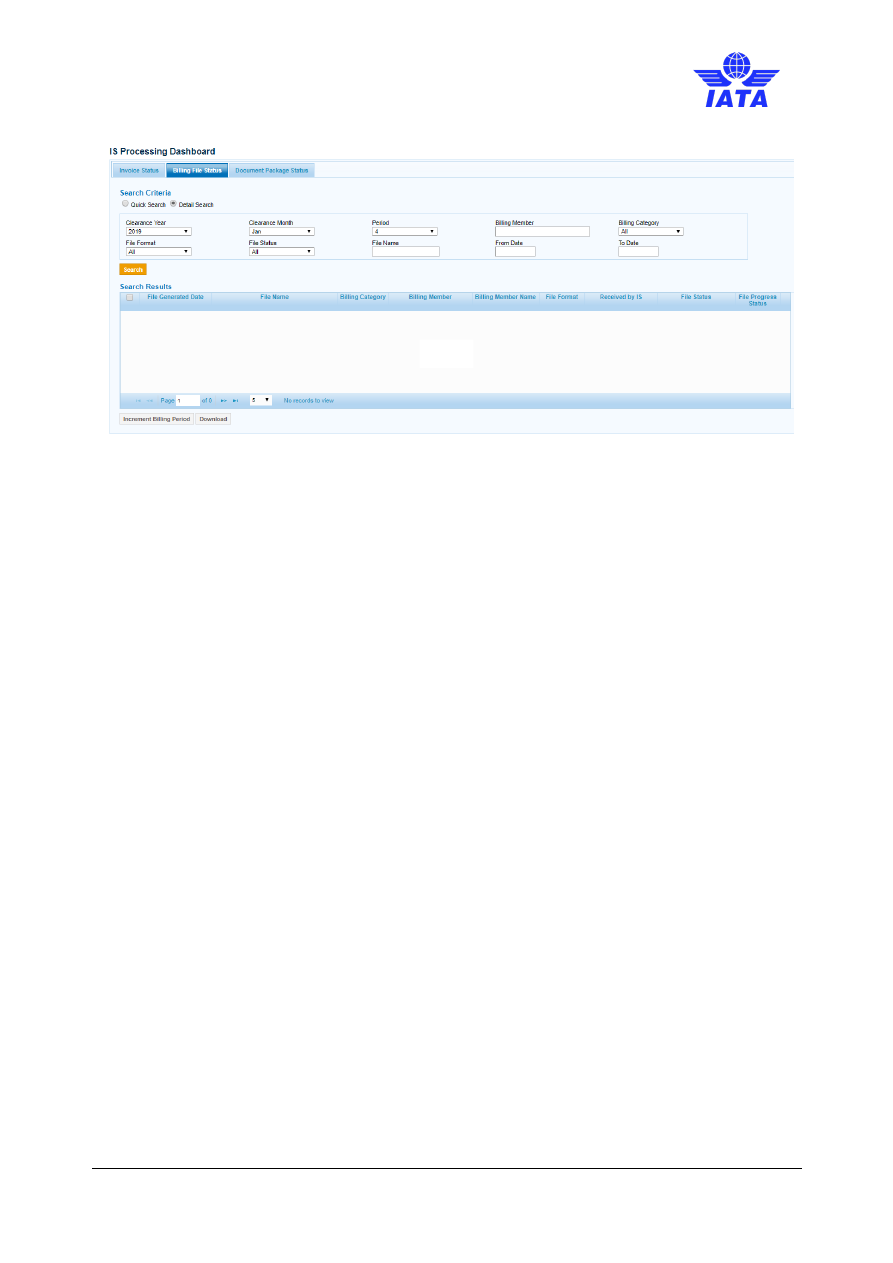 IATA
IS Processing Dashboard
Invoice Status Billing File Status Document Package Status
Search Criteria
Quick Search Detail Search
Clearance Year Clearance Month Period Billing Member Billing Category
2019 Jan 4 All
File Format File Status File Name From Date To Date
All All
Search
Search Results
File Generated Date File Name Billing Category Billing Member Billing Member Name File Format Received by IS File Status File Progress
Status
Page 1 of 0 5 No records to view
Increment Billing Period Download